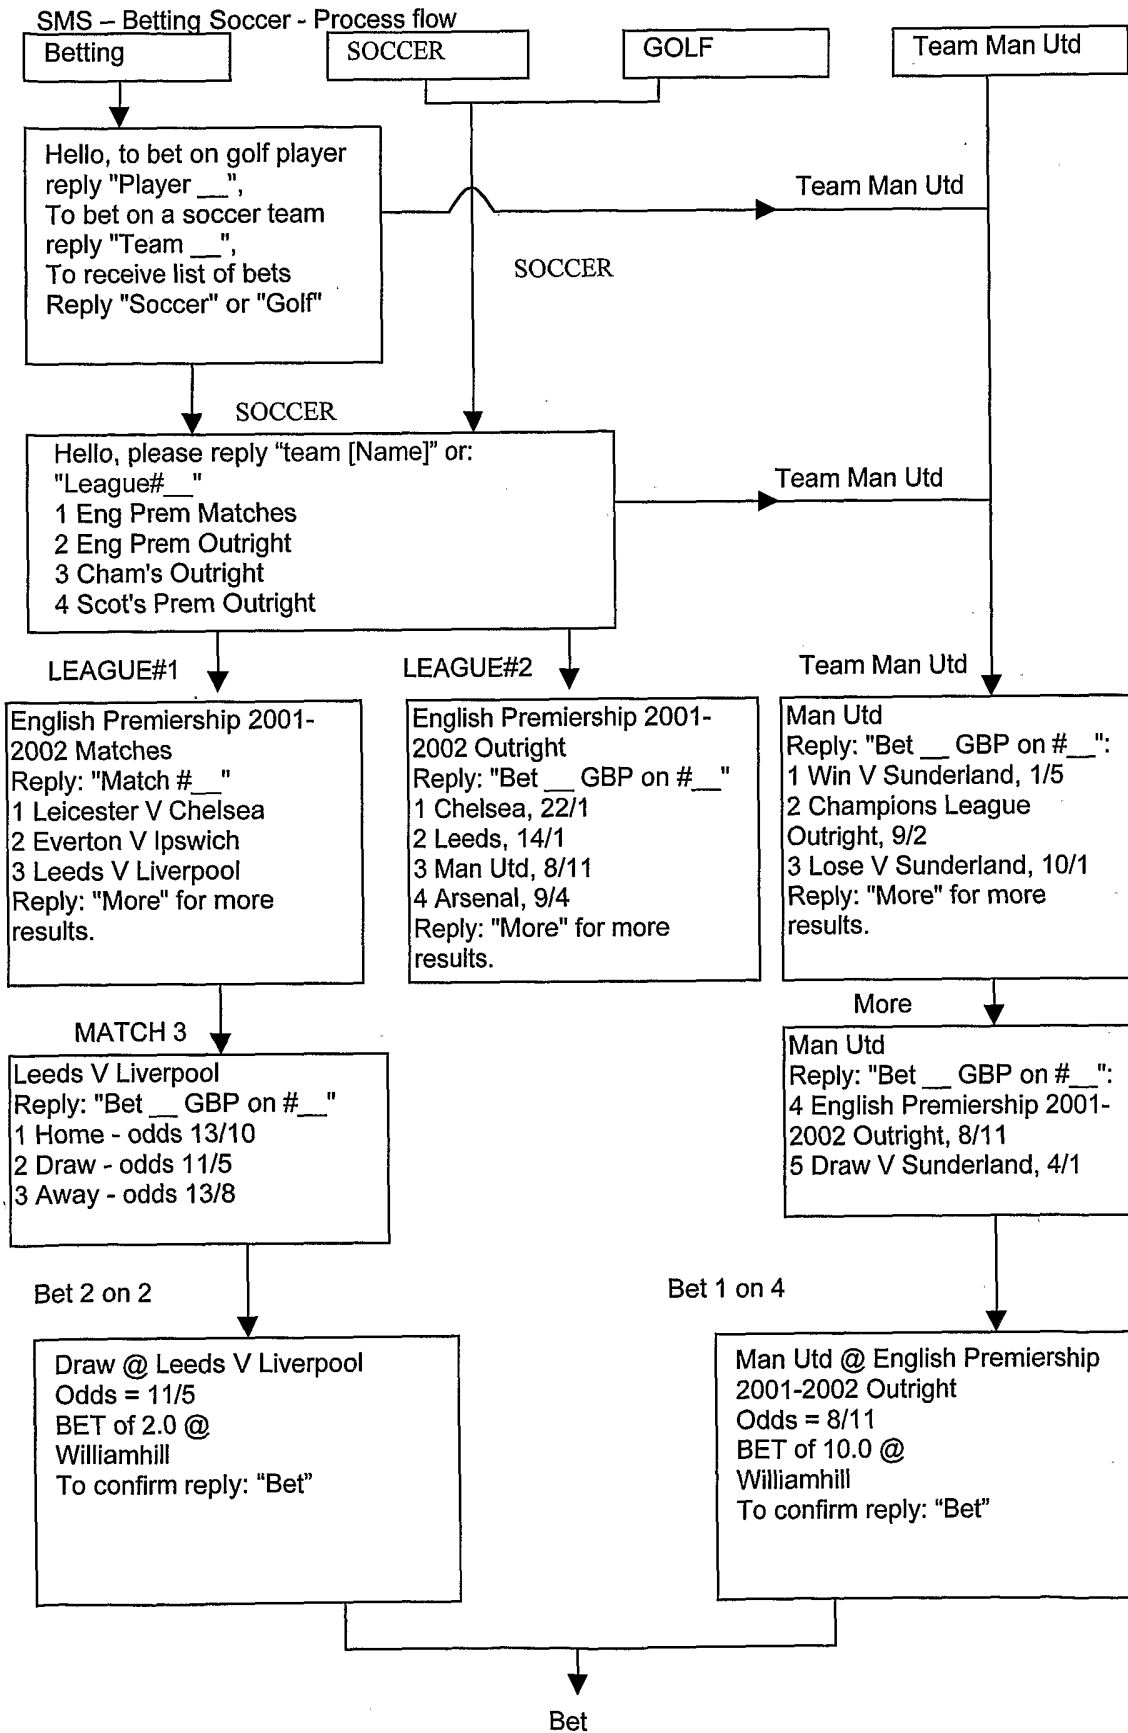 SMS – Betting Soccer - Process flow
Betting
SOCCER
GOLF
Team Man Utd
Hello, to bet on golf player
reply "Player __",
To bet on a soccer team
reply "Team __",
To receive list of bets
Reply "Soccer" or "Golf"
Team Man Utd
SOCCER
SOCCER
Hello, please reply “team [Name]” or:
"League#__"
1 Eng Prem Matches
2 Eng Prem Outright
3 Cham's Outright
4 Scot's Prem Outright
Team Man Utd
LEAGUE#1
English Premiership 2001-
2002 Matches
Reply: "Match #__"
1 Leicester V Chelsea
2 Everton V Ipswich
3 Leeds V Liverpool
Reply: "More" for more
results.
LEAGUE#2
English Premiership 2001-
2002 Outright
Reply: "Bet __ GBP on #__"
1 Chelsea, 22/1
2 Leeds, 14/1
3 Man Utd, 8/11
4 Arsenal, 9/4
Reply: "More" for more
results.
Team Man Utd
Man Utd
Reply: "Bet __ GBP on #__":
1 Win V Sunderland, 1/5
2 Champions League
Outright, 9/2
3 Lose V Sunderland, 10/1
Reply: "More" for more
results.
MATCH 3
Leeds V Liverpool
Reply: "Bet __ GBP on #__"
1 Home - odds 13/10
2 Draw - odds 11/5
3 Away - odds 13/8
More
Man Utd
Reply: "Bet __ GBP on #__":
4 English Premiership 2001-
2002 Outright, 8/11
5 Draw V Sunderland, 4/1
Bet 2 on 2
Draw @ Leeds V Liverpool
Odds = 11/5
BET of 2.0 @
Williamhill
To confirm reply: “Bet”
Bet 1 on 4
Man Utd @ English Premiership
2001-2002 Outright
Odds = 8/11
BET of 10.0 @
Williamhill
To confirm reply: “Bet”
Bet